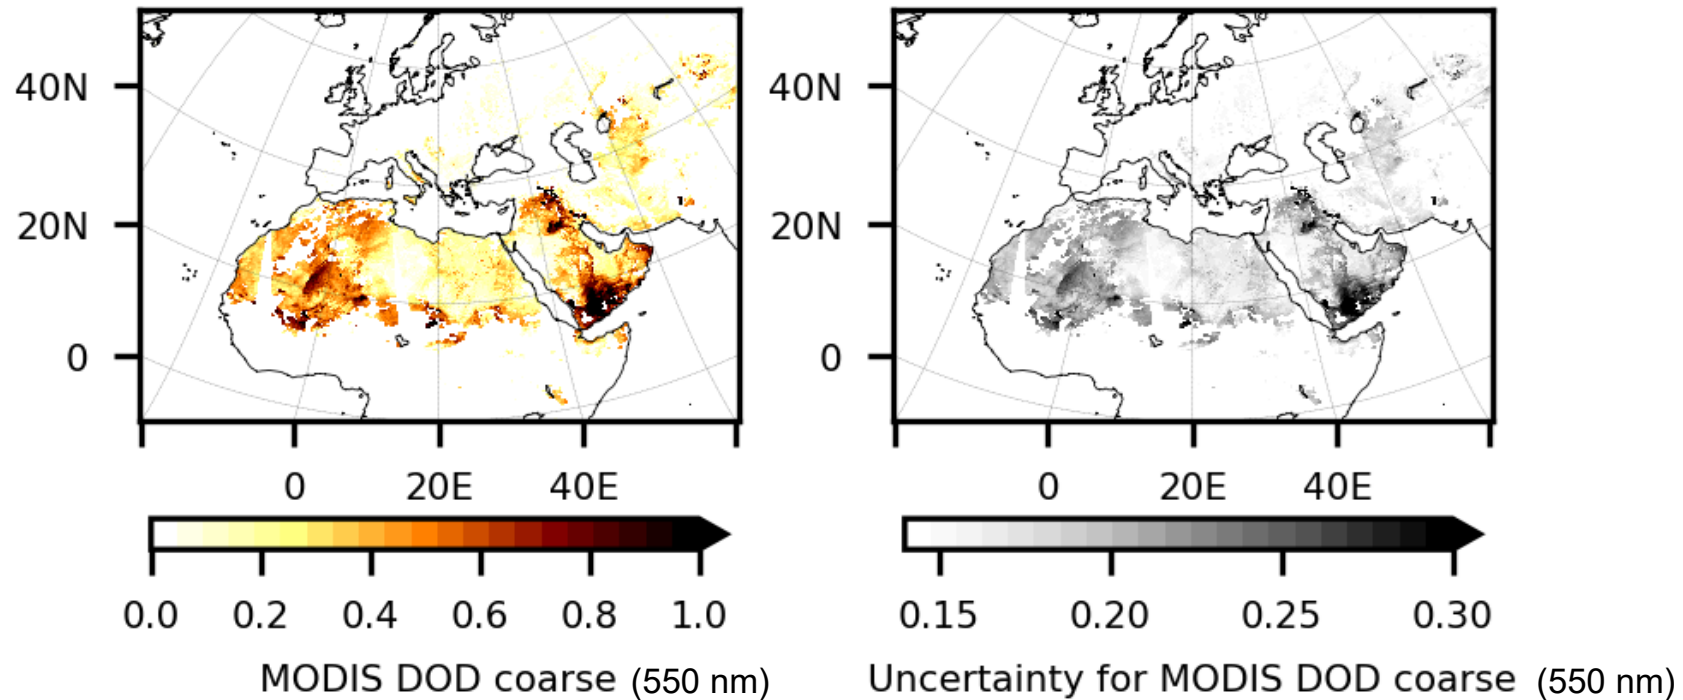 40N
20N
0
0 20E 40E
0.0 0.2 0.4 0.6 0.8 1.0
MODIS DOD coarse (550 nm)
40N
20N
0
0 20E 40E
0.15 0.20 0.25 0.30
Uncertainty for MODIS DOD coarse (550 nm)